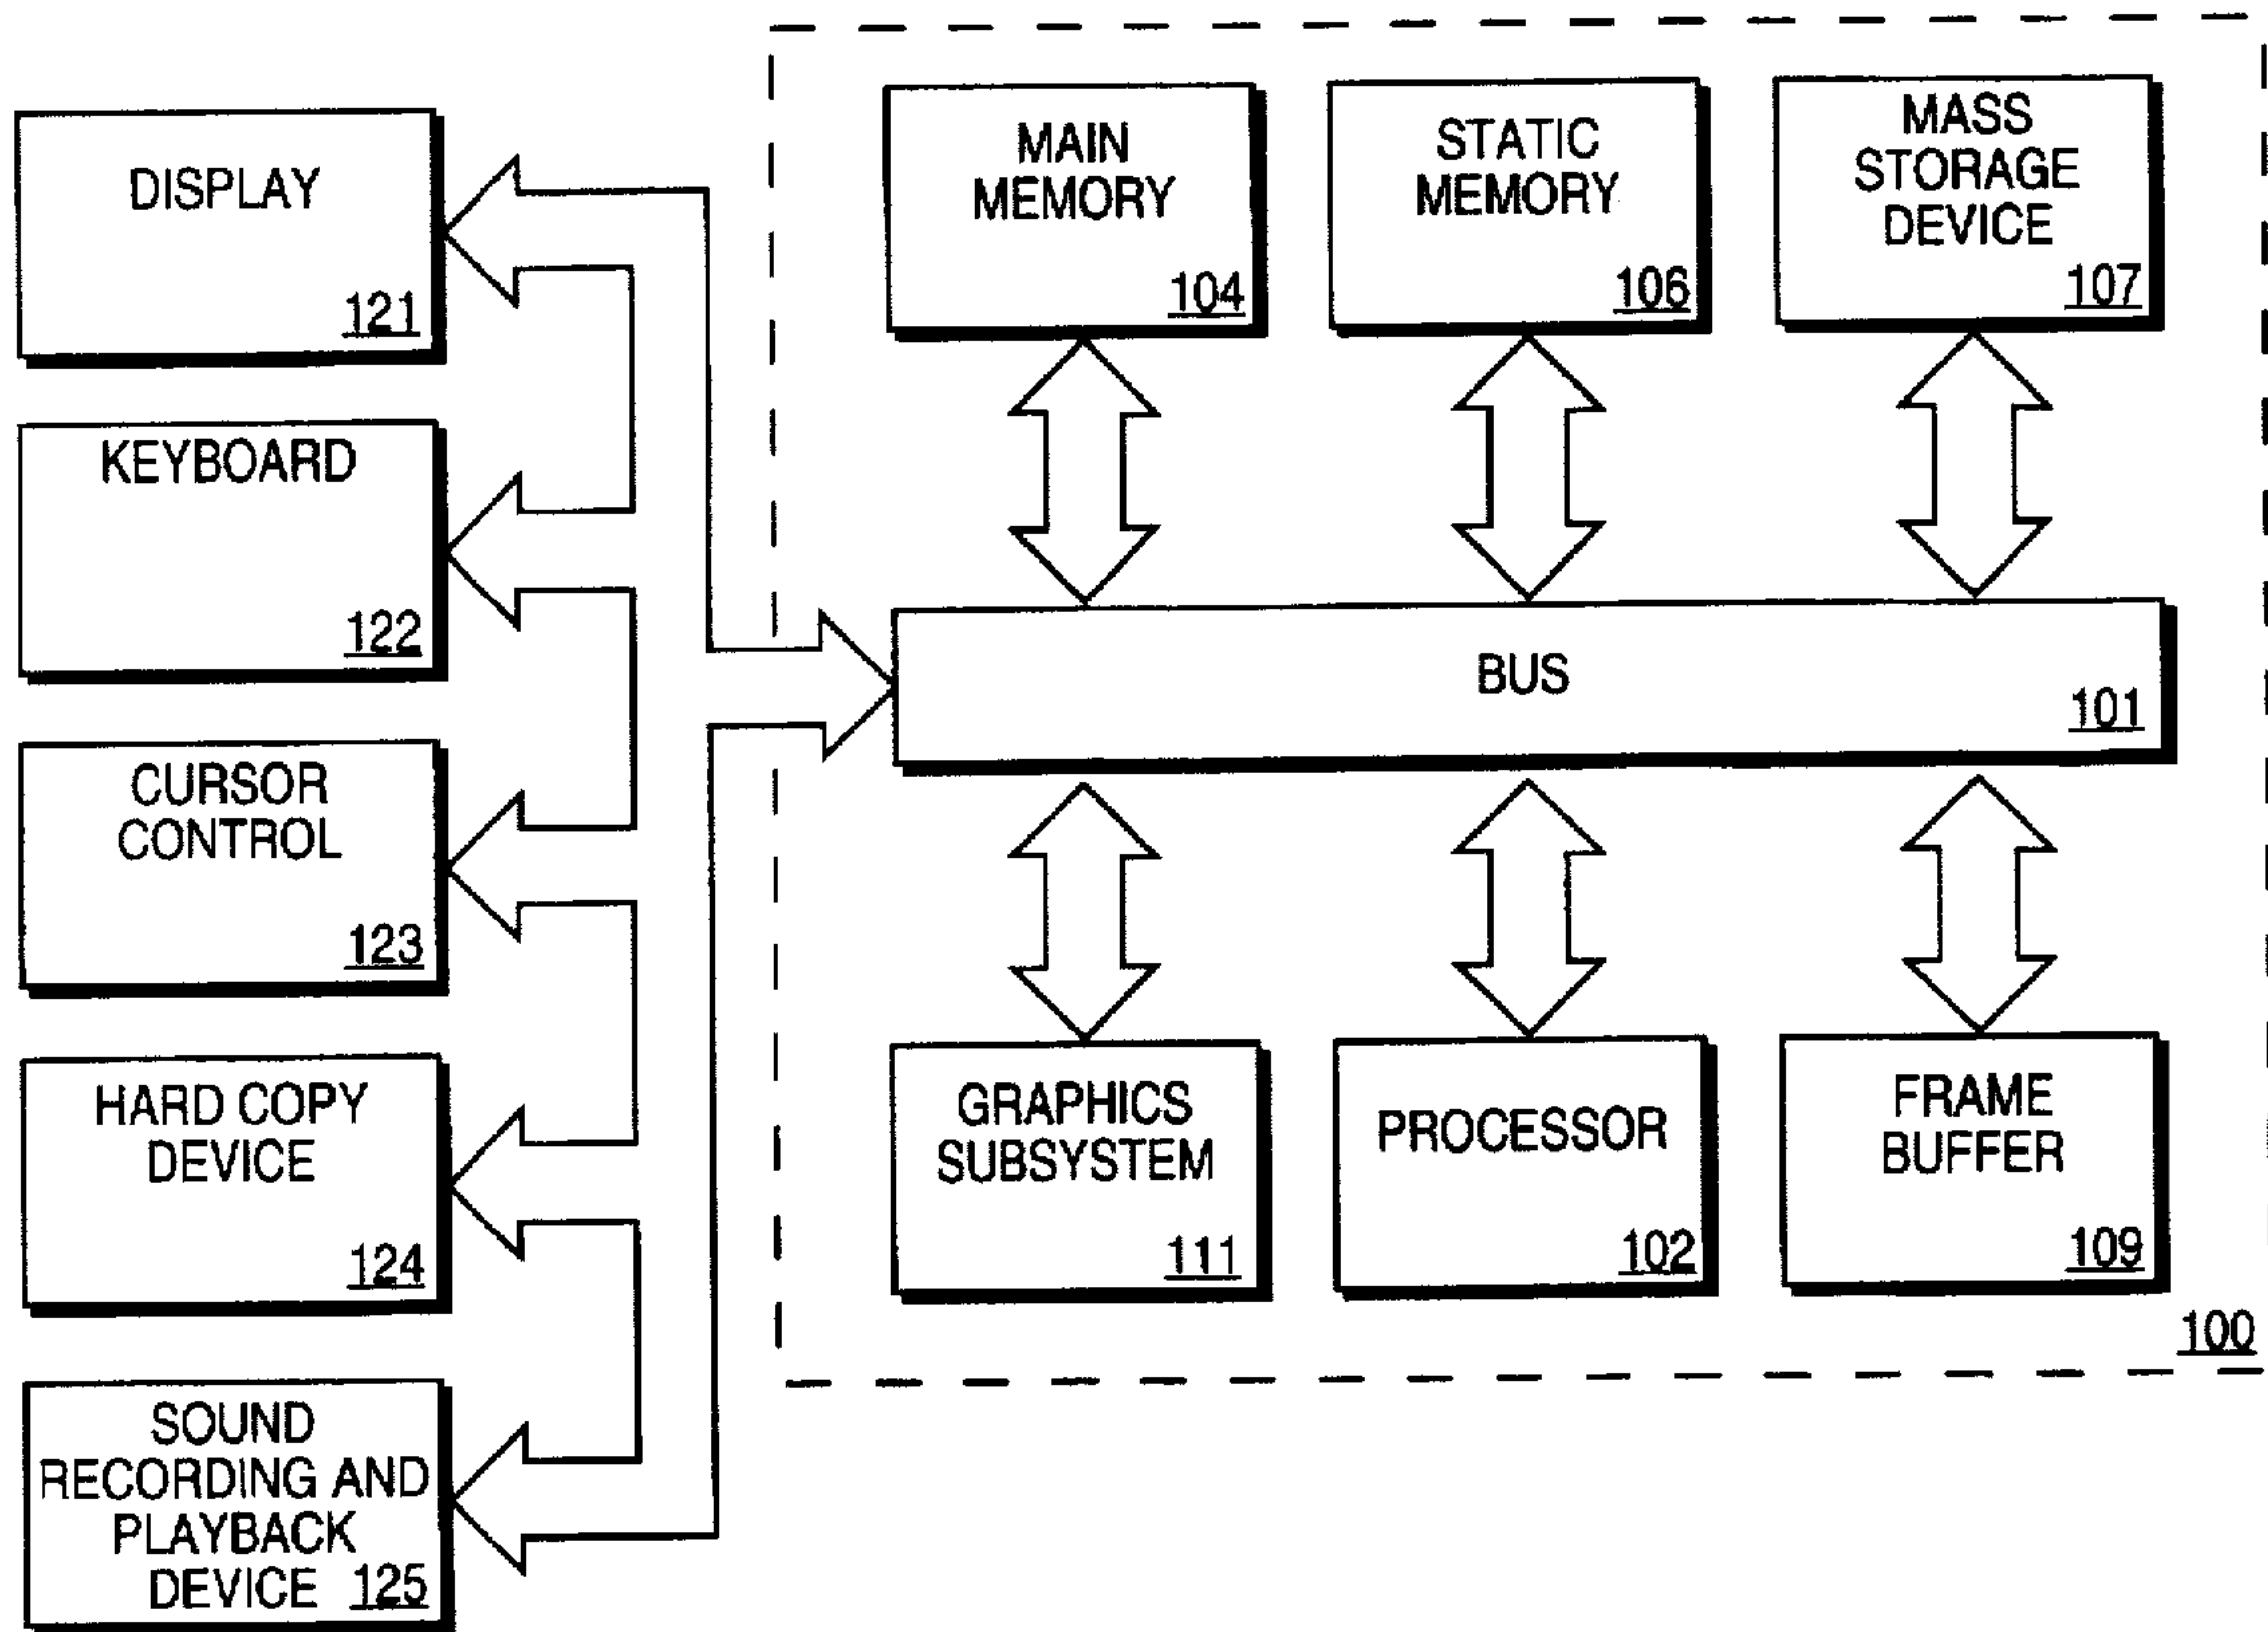 DISPLAY
121
KEYBOARD
122
CURSOR
CONTROL
123
HARD COPY
DEVICE
124
SOUND
RECORDING AND
PLAYBACK
DEVICE 125
MAIN
MEMORY
104
STATIC
MEMORY
106
MASS
STORAGE
DEVICE
107
BUS
101
GRAPHICS
SUBSYSTEM
111
PROCESSOR
102
FRAME
BUFFER
109
100